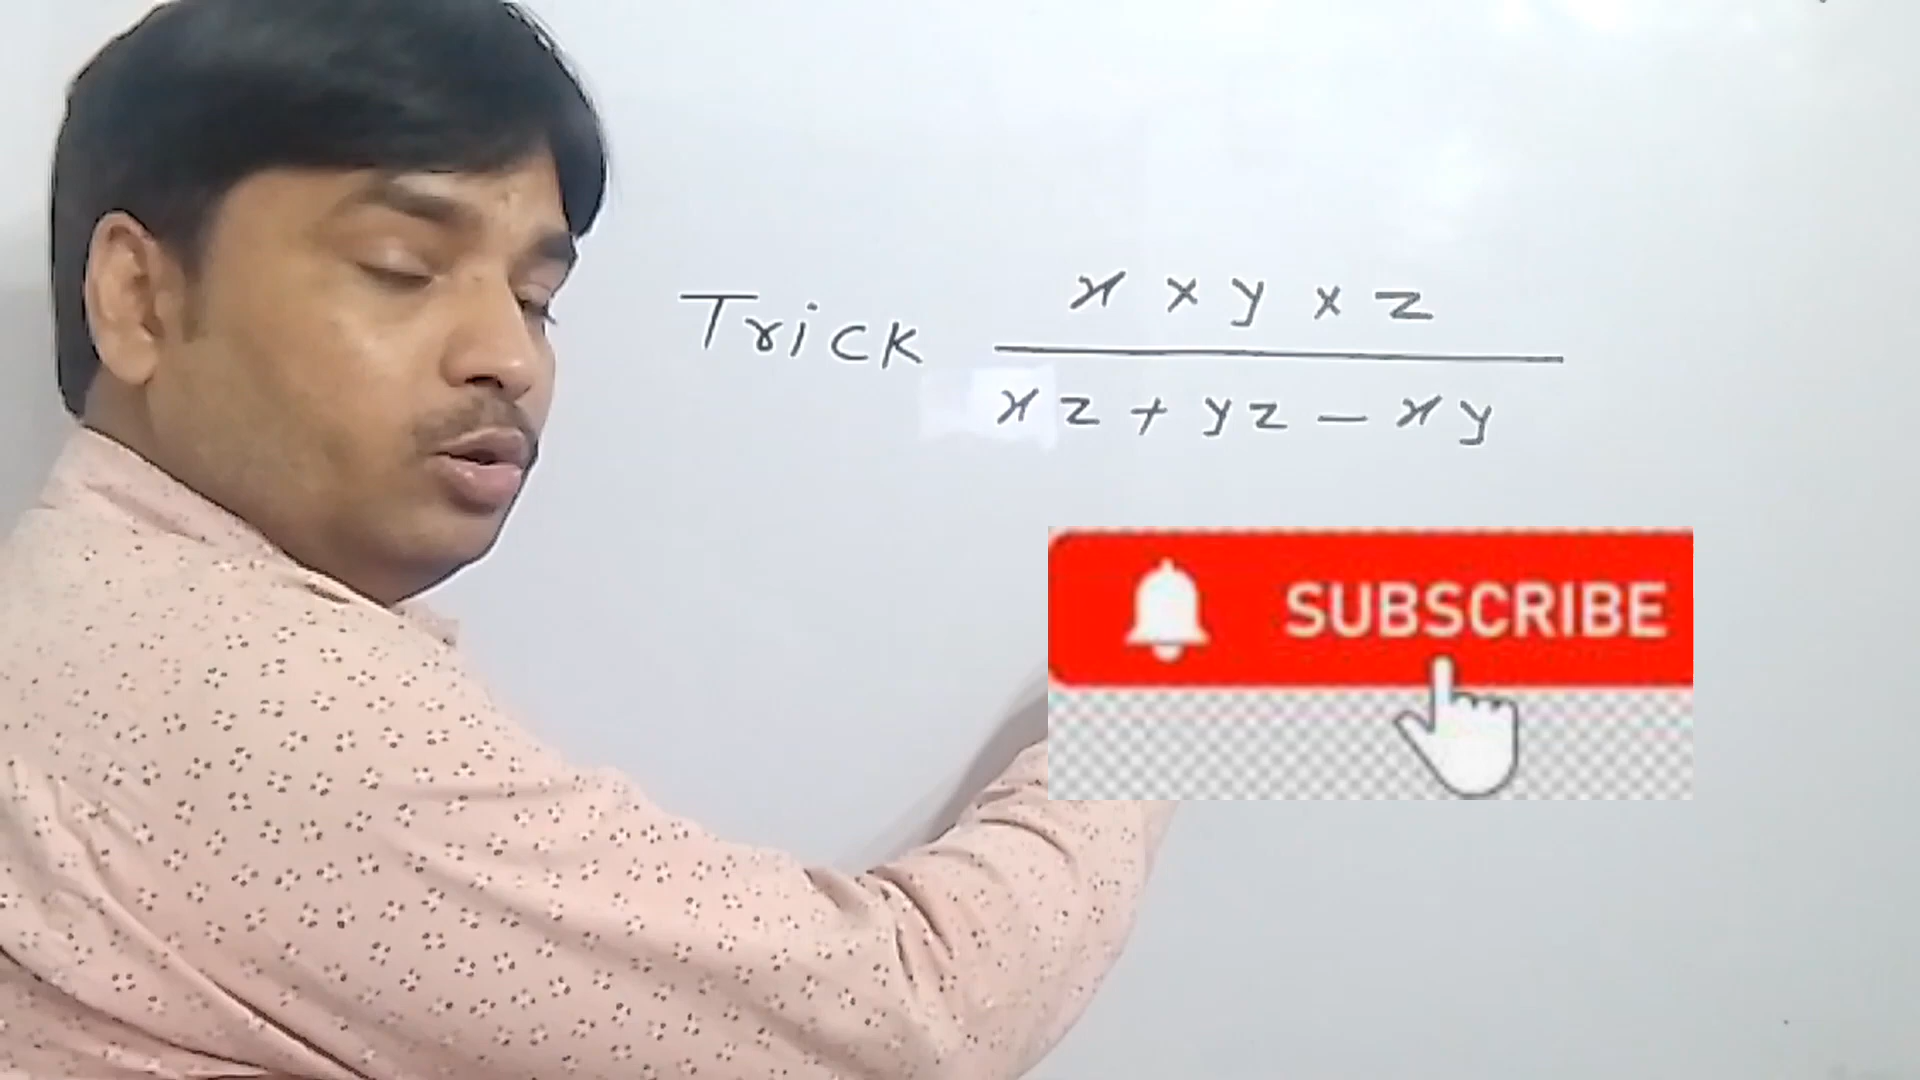 Trick x × y × z
xz + yz - xy
SUBSCRIBE